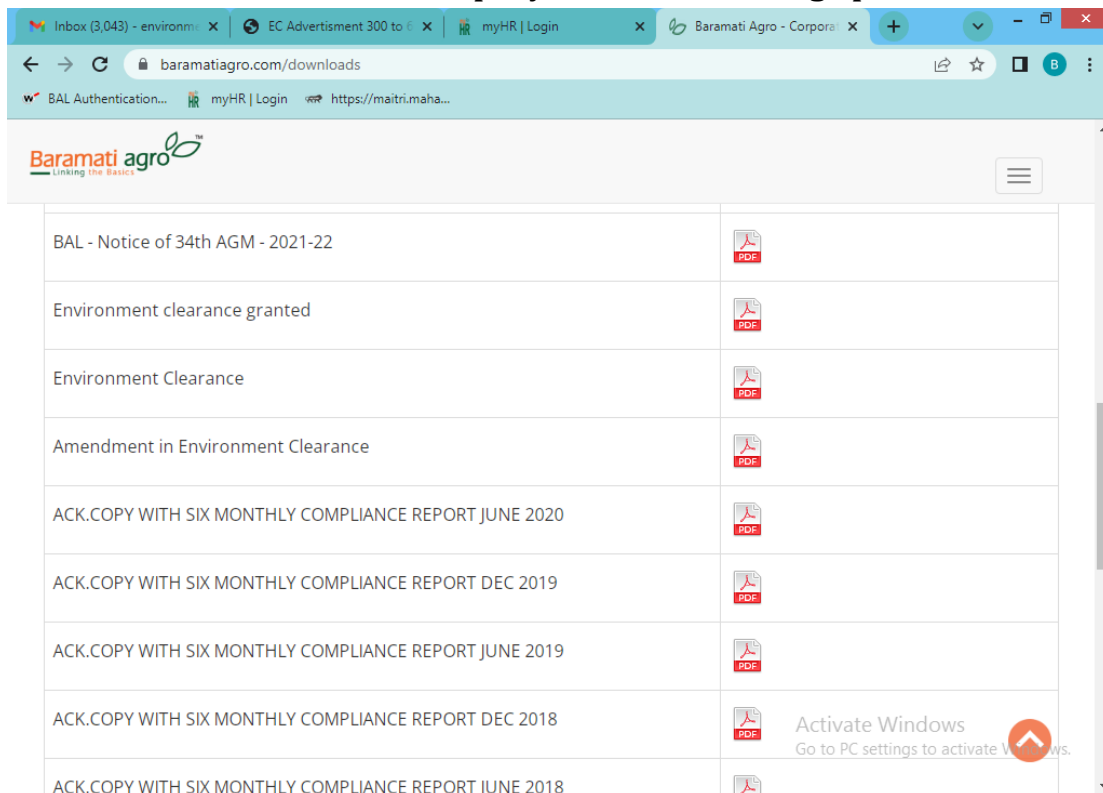 Inbox (3,043) - environme
EC Advertisment 300 to 6
myHR | Login
Baramati Agro - Corporat
baramatiagro.com/downloads
B
BAL Authentication...
myHR | Login
https://maitri.maha...
Baramati agro™
Linking the Basics
BAL - Notice of 34th AGM - 2021-22
PDF
Environment clearance granted
PDF
Environment Clearance
PDF
Amendment in Environment Clearance
PDF
ACK.COPY WITH SIX MONTHLY COMPLIANCE REPORT JUNE 2020
PDF
ACK.COPY WITH SIX MONTHLY COMPLIANCE REPORT DEC 2019
PDF
ACK.COPY WITH SIX MONTHLY COMPLIANCE REPORT JUNE 2019
PDF
ACK.COPY WITH SIX MONTHLY COMPLIANCE REPORT DEC 2018
PDF
Activate Windows
Go to PC settings to activate Windows.
ACK.COPY WITH SIX MONTHLY COMPLIANCE REPORT JUNE 2018